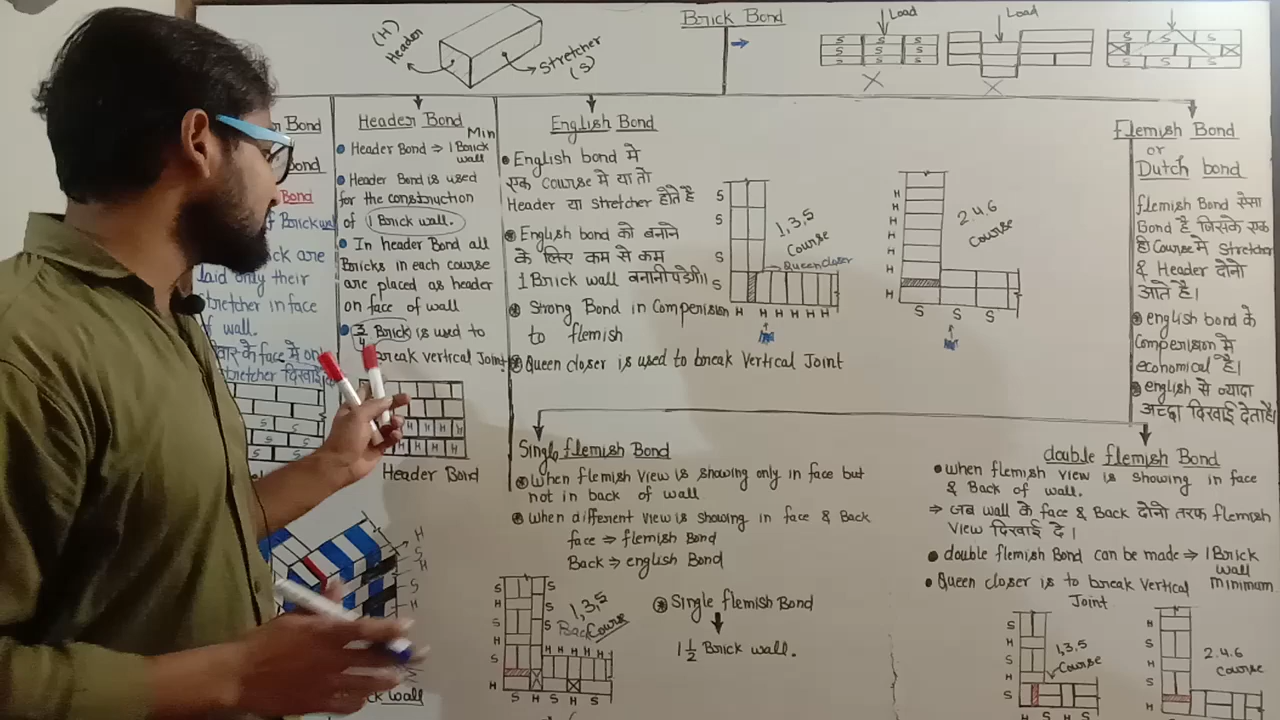 Brick Bond
(H)
Header
Stretcher
(S)
Load
Load
S S S
S S S
S S S
S S S
S S
S S S
Bond
Bond
Bond
Brick wall
are
laid only their
Stretcher in face
of wall.
के face में only
Stretcher दिखाई
S S
S S
S S
Header Bond
Min
Header Bond ⇒ 1 Brick
wall
Header Bond is used
for the construction
of 1 Brick wall.
In header Bond all
Bricks in each course
are placed as header
on face of wall
3/4 Brick is used to
break vertical Joint
H H H H
H H H H
Header Bond
H
S
H
S
H
wall
English Bond
English bond में
एक Course में या तो
Header या Stretcher होते है
English bond को बनाने
के लिए कम से कम
1 Brick wall बनानी पड़ेगी।
Strong Bond in Comperision
to flemish
Queen closer is used to break Vertical Joint
S
S
S
S
1,3,5
Course
Queen closer
H H H H H H
H
H
H
H
H
H
H
H
2.4.6
Course
S S S
Flemish Bond
or
Dutch bond
flemish Bond ऐसा
Bond है जिसके एक
ही Course में Stretcher
& Header दोनो
आते है।
english bond के
Comperision में
economical है।
english से ज्यादा
अच्छा दिखाई देता है।
Single flemish Bond
When flemish view is showing only in face but
not in back of wall
when different view is showing in face & Back
face ⇒ flemish Bond
Back ⇒ english Bond
S
H
S
H
S
H
S
S
S
1,3,5
Back Course
H H H H H
S H S H S
Single flemish Bond
1 1/2 Brick wall.
double flemish Bond
when flemish view is showing in face
& Back of wall.
⇒ जब wall के face & Back दोनो तरफ flemish
View दिखाई दे।
double flemish Bond can be made ⇒ 1 Brick
wall
minimum
Queen closer is to break vertical
Joint
S
H
S
H
S
1,3,5
Course
H S H S
H
S
H
S
H
2.4.6
Course